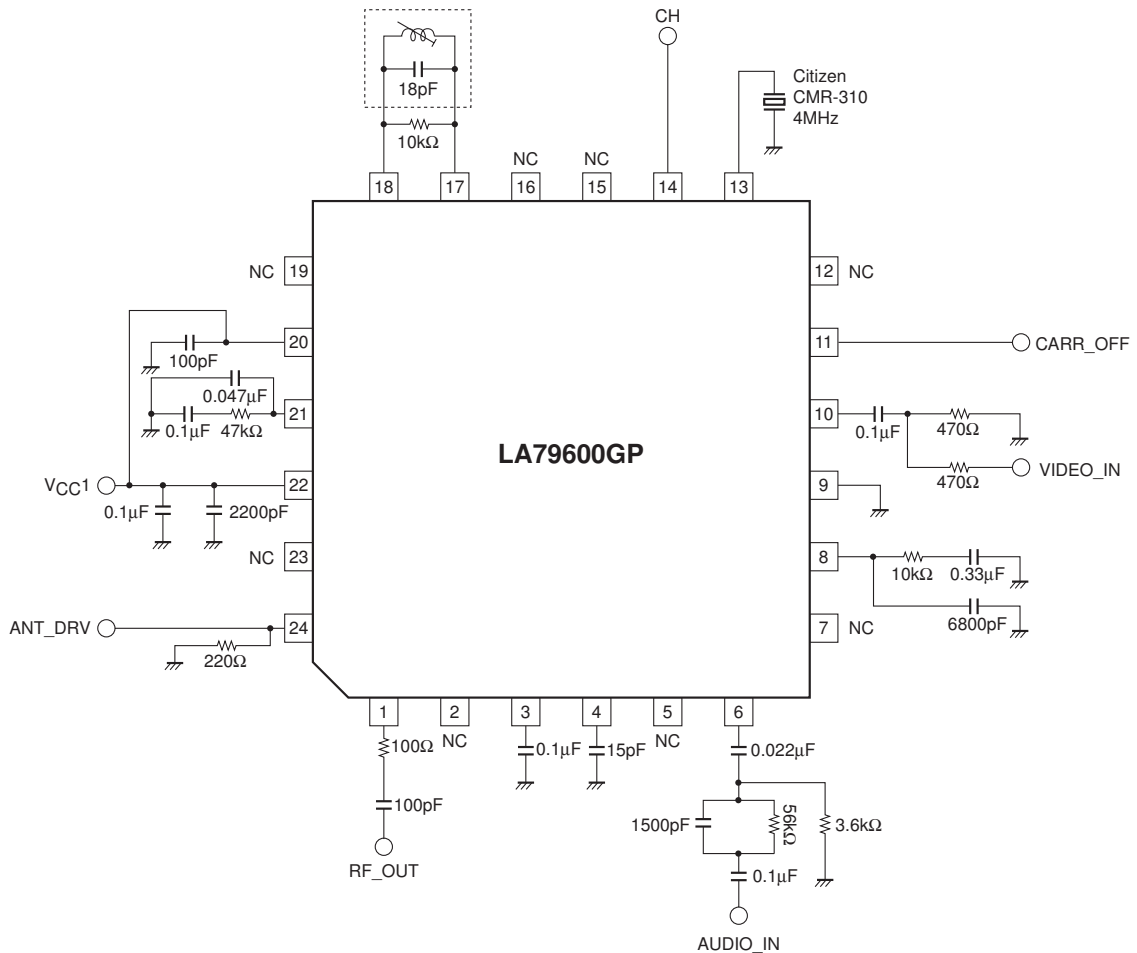 CH
18pF
Citizen
CMR-310
4MHz
10kΩ
NC
NC
18
17
16
15
14
13
NC
19
12
NC
20
100pF
11
CARR_OFF
0.047µF
21
0.1µF
47kΩ
10
0.1µF
470Ω
LA79600GP
470Ω
VIDEO_IN
VCC1
22
9
0.1µF
2200pF
NC
23
8
10kΩ
0.33µF
ANT_DRV
24
7
NC
6800pF
220Ω
1
2
3
4
5
6
100Ω
NC
0.1µF
15pF
NC
0.022µF
100pF
1500pF
56kΩ
3.6kΩ
RF_OUT
0.1µF
AUDIO_IN